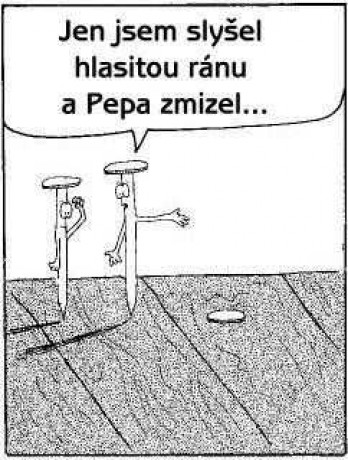 Jen jsem slyšel
hlasitou ránu
a Pepa zmizel...